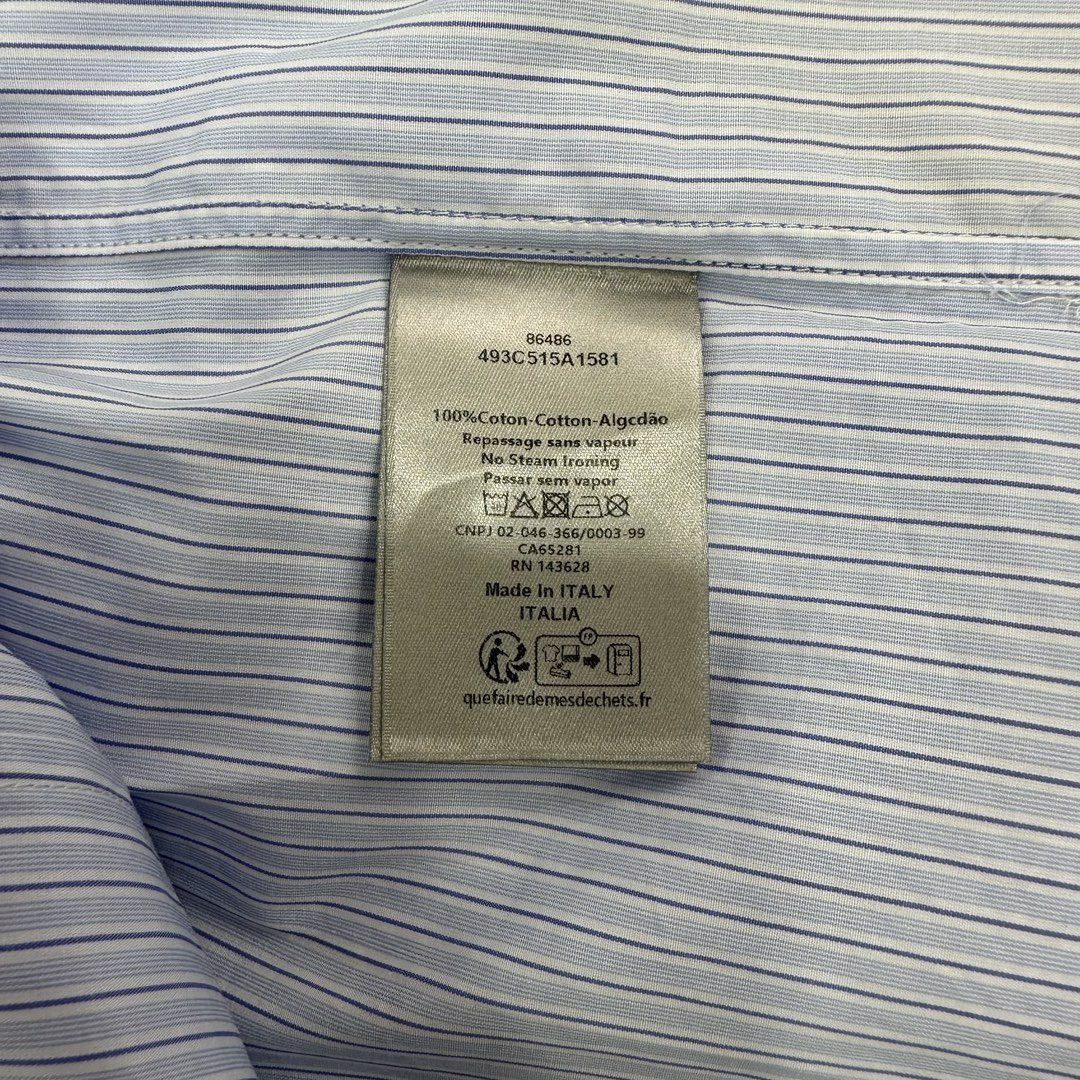 86486
493C515A1581
100%Coton-Cotton-Algcdão
Repassage sans vapeur
No Steam Ironing
Passar sem vapor
CNPJ 02-046-366/0003-99
CA65281
RN 143628
Made In ITALY
ITALIA
FR
quefairedemesdechets.fr